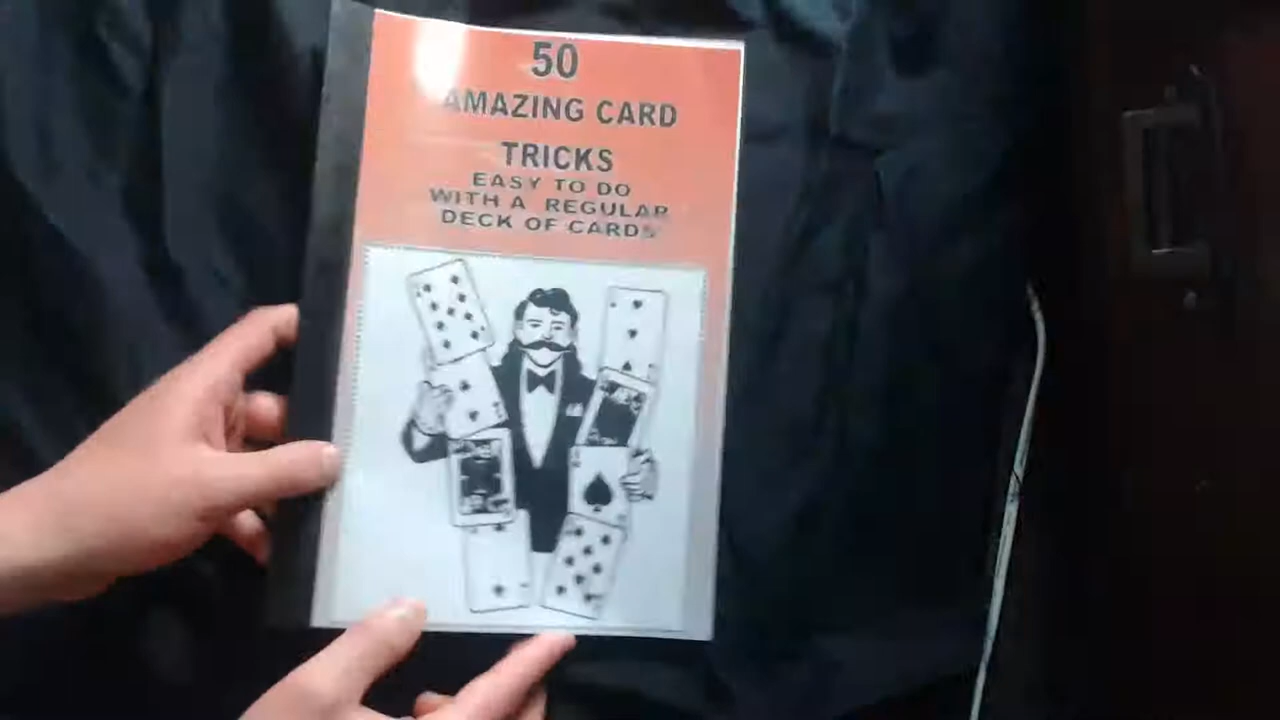 50
AMAZING CARD
TRICKS
EASY TO DO
WITH A REGULAR
DECK OF CARDS